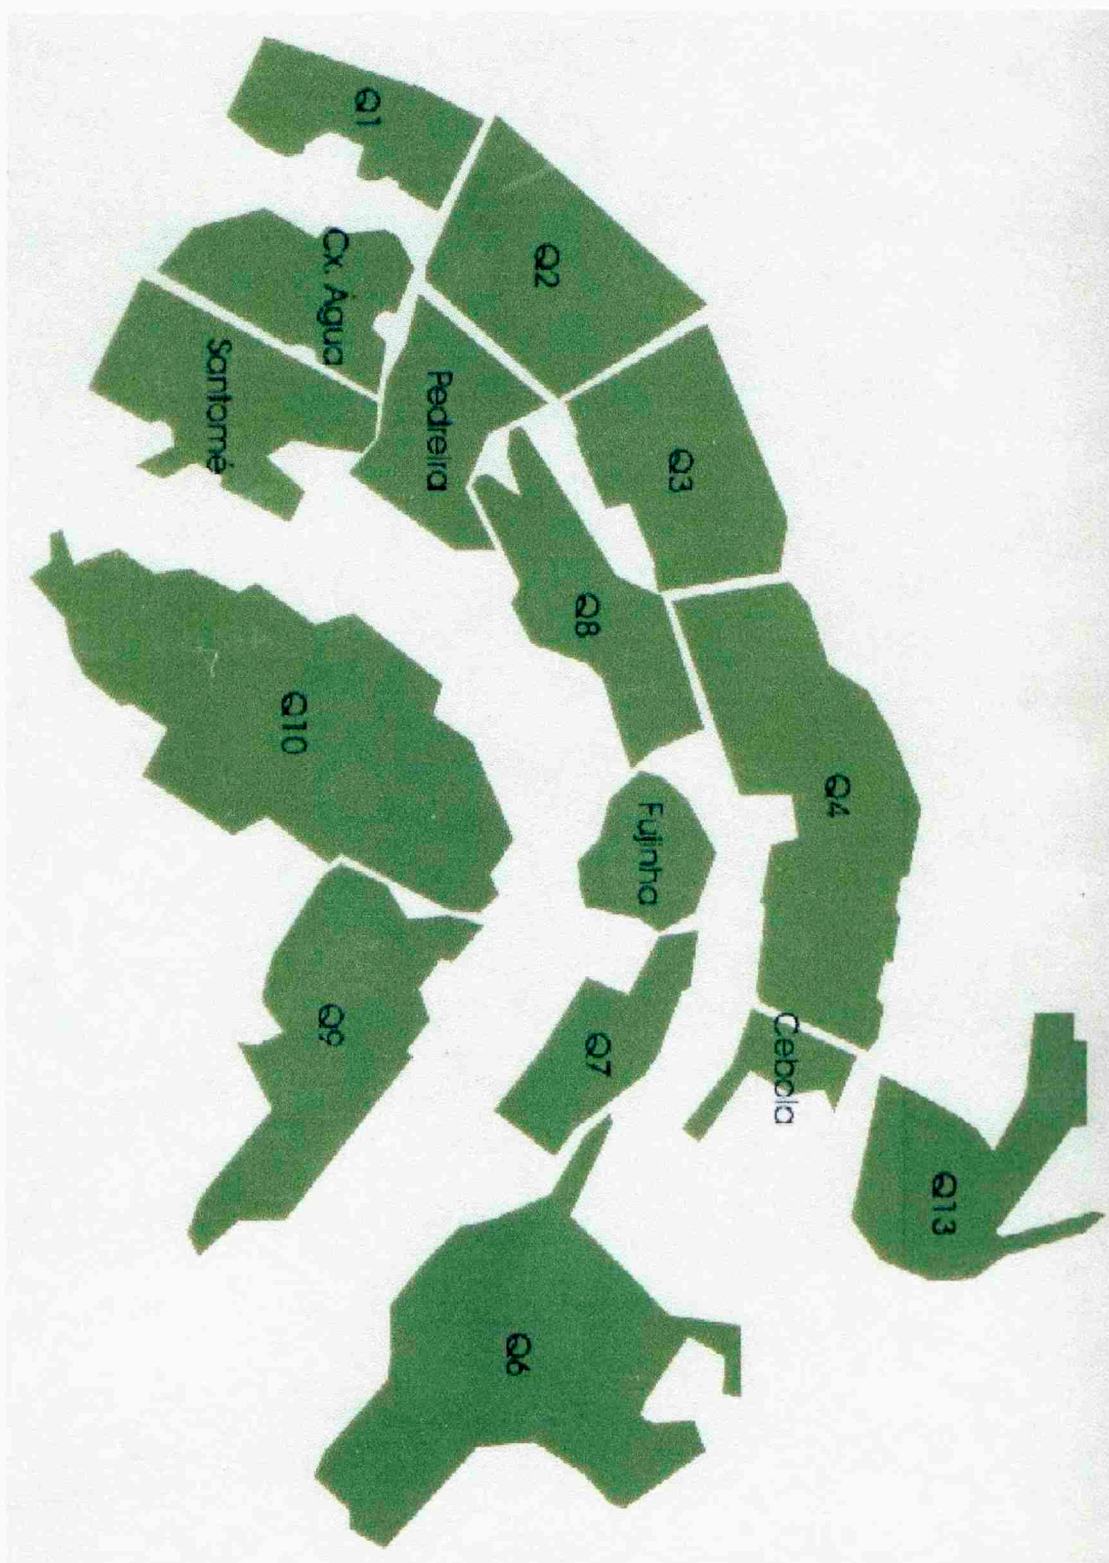 Q1
Q2
Cx. Água
Santomé
Pedreira
Q3
Q8
Q10
Q4
Fujinha
Q9
Q7
Cebola
Q13
Q6